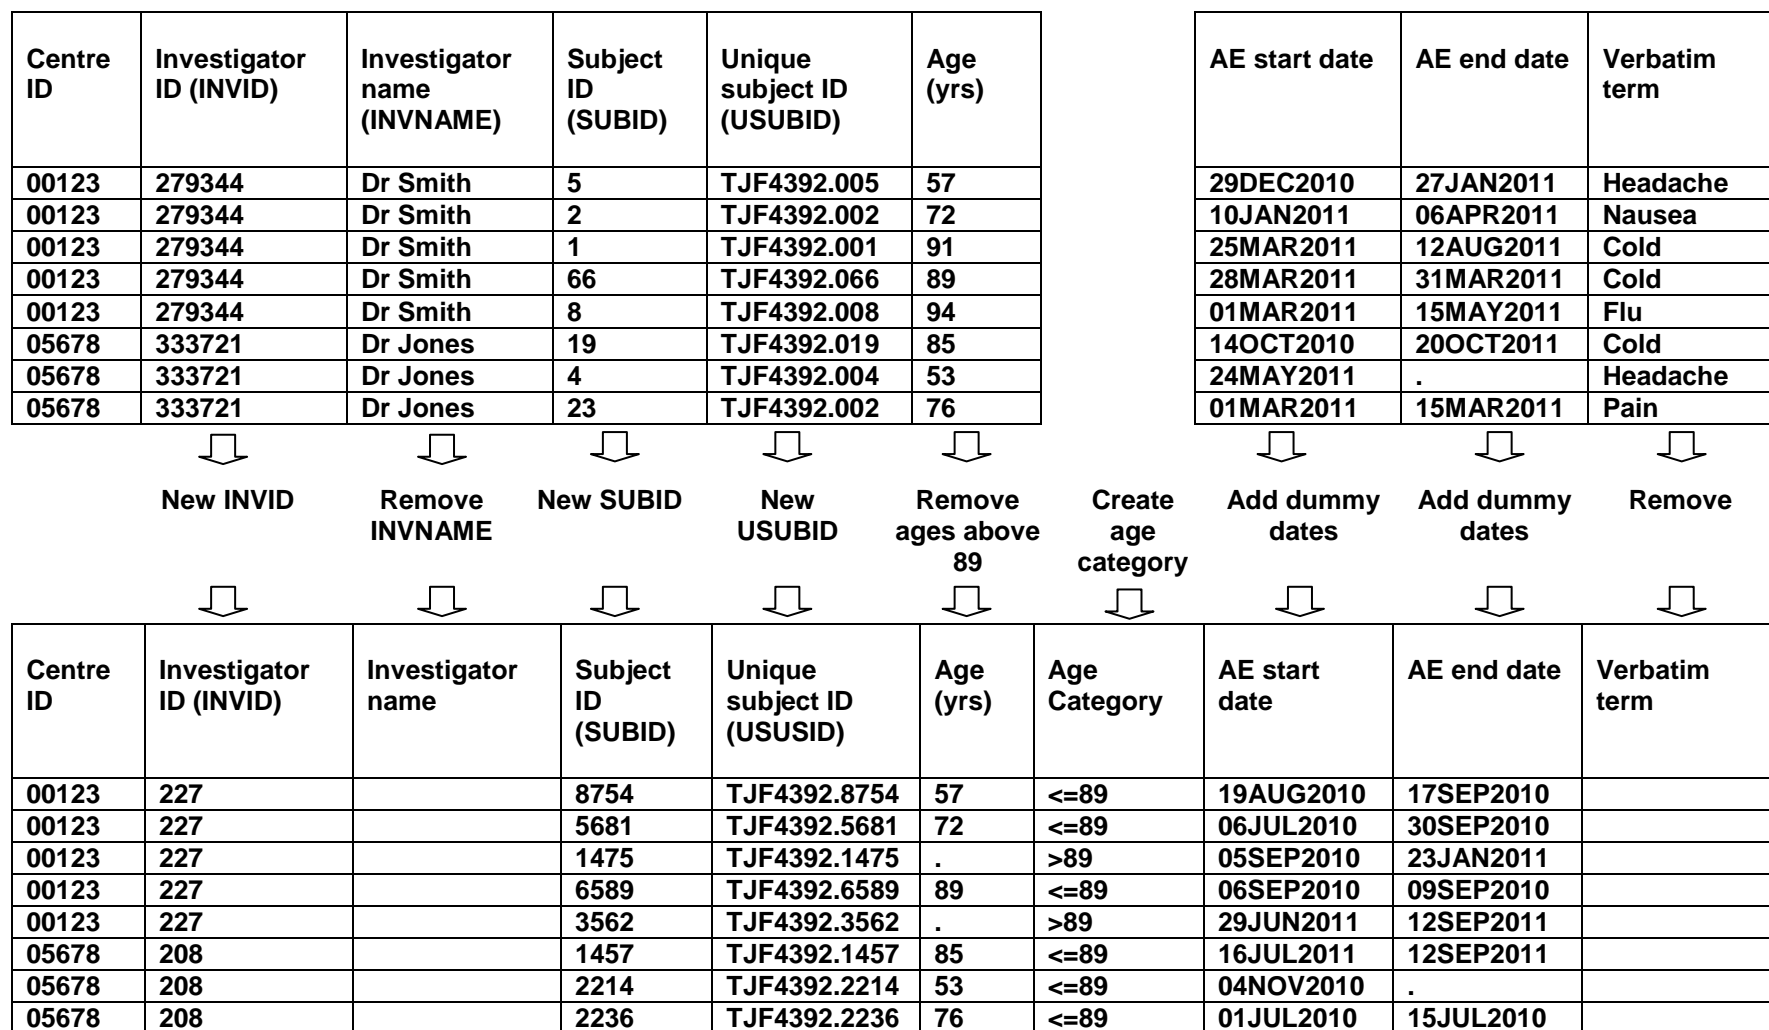 Centre ID Investigator ID (INVID) Investigator name (INVNAME) Subject ID (SUBID) Unique subject ID (USUBID) Age (yrs) AE start date AE end date Verbatim term
00123 279344 Dr Smith 5 TJF4392.005 57 29DEC2010 27JAN2011 Headache
00123 279344 Dr Smith 2 TJF4392.002 72 10JAN2011 06APR2011 Nausea
00123 279344 Dr Smith 1 TJF4392.001 91 25MAR2011 12AUG2011 Cold
00123 279344 Dr Smith 66 TJF4392.066 89 28MAR2011 31MAR2011 Cold
00123 279344 Dr Smith 8 TJF4392.008 94 01MAR2011 15MAY2011 Flu
05678 333721 Dr Jones 19 TJF4392.019 85 14OCT2010 20OCT2011 Cold
05678 333721 Dr Jones 4 TJF4392.004 53 24MAY2011 . Headache
05678 333721 Dr Jones 23 TJF4392.002 76 01MAR2011 15MAR2011 Pain
New INVID Remove INVNAME New SUBID New USUBID Remove ages above 89 Create age category Add dummy dates Add dummy dates Remove
Centre ID Investigator ID (INVID) Investigator name Subject ID (SUBID) Unique subject ID (USUSID) Age (yrs) Age Category AE start date AE end date Verbatim term
00123 227 8754 TJF4392.8754 57 <=89 19AUG2010 17SEP2010
00123 227 5681 TJF4392.5681 72 <=89 06JUL2010 30SEP2010
00123 227 1475 TJF4392.1475 . >89 05SEP2010 23JAN2011
00123 227 6589 TJF4392.6589 89 <=89 06SEP2010 09SEP2010
00123 227 3562 TJF4392.3562 . >89 29JUN2011 12SEP2011
05678 208 1457 TJF4392.1457 85 <=89 16JUL2011 12SEP2011
05678 208 2214 TJF4392.2214 53 <=89 04NOV2010 .
05678 208 2236 TJF4392.2236 76 <=89 01JUL2010 15JUL2010